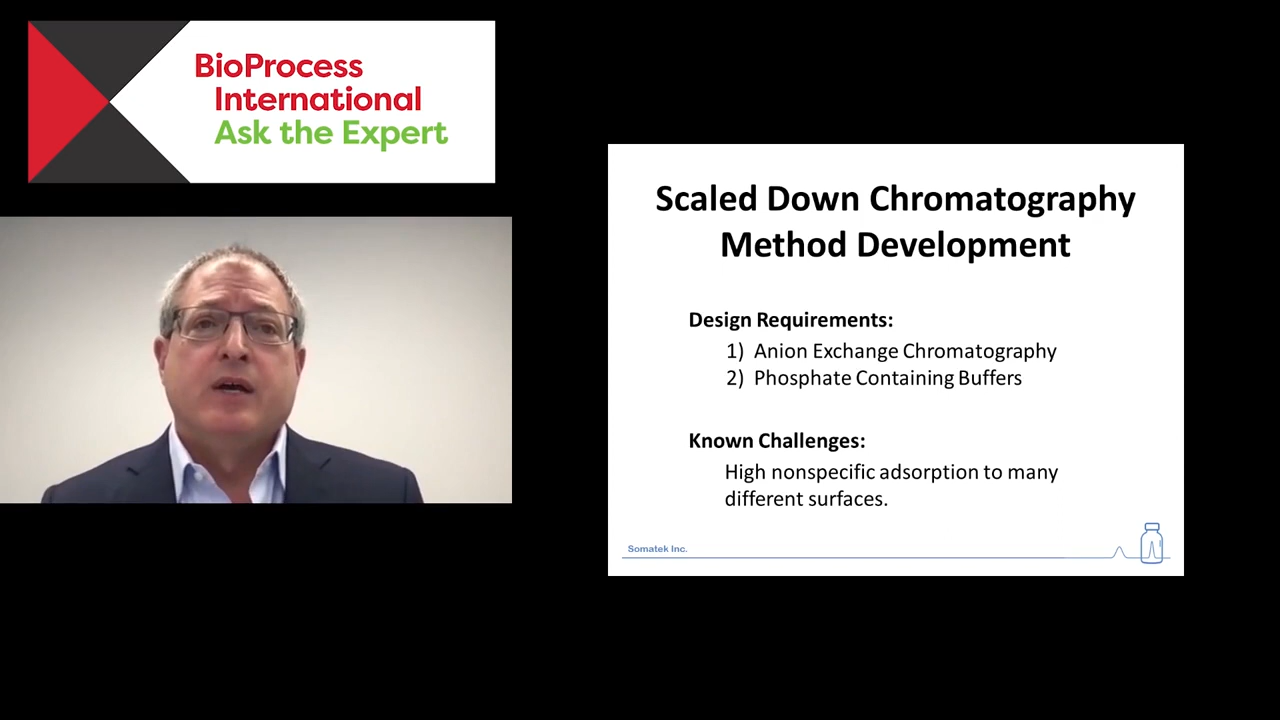 BioProcess
International
Ask the Expert
Scaled Down Chromatography
Method Development
Design Requirements:
1) Anion Exchange Chromatography
2) Phosphate Containing Buffers
Known Challenges:
High nonspecific adsorption to many
different surfaces.
Somatek Inc.